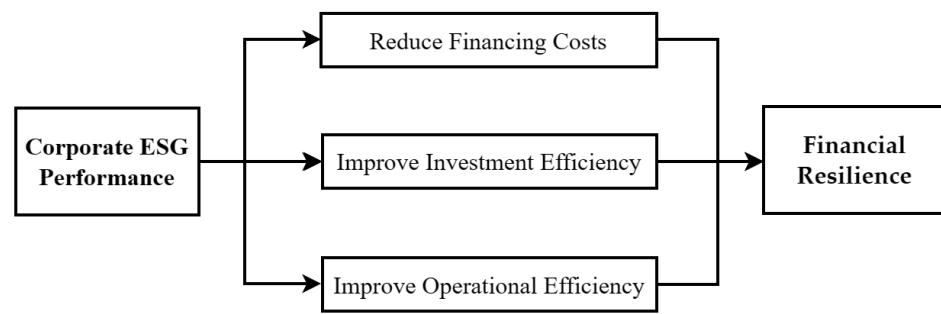 Reduce Financing Costs
Corporate ESG
Performance
Improve Investment Efficiency
Financial
Resilience
Improve Operational Efficiency